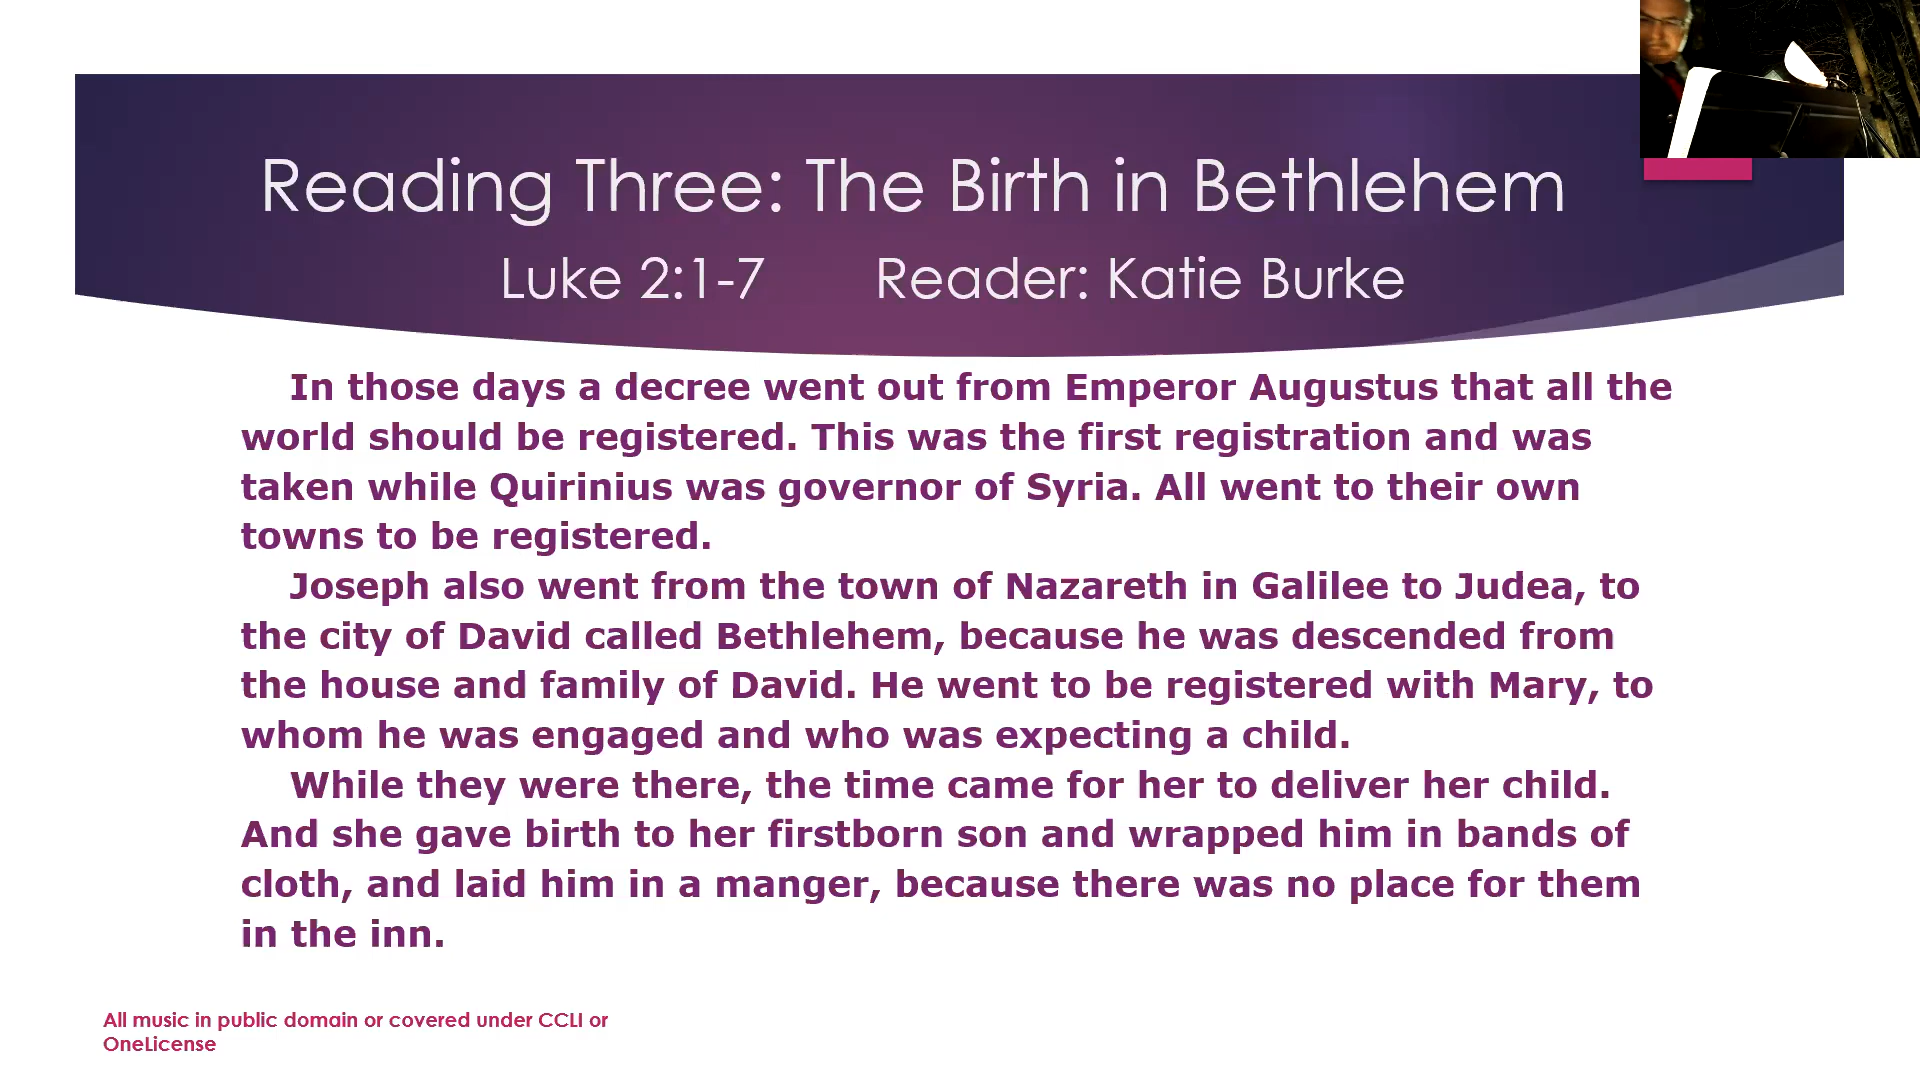 Reading Three: The Birth in Bethlehem
Luke 2:1-7 Reader: Katie Burke
In those days a decree went out from Emperor Augustus that all the
world should be registered. This was the first registration and was
taken while Quirinius was governor of Syria. All went to their own
towns to be registered.
Joseph also went from the town of Nazareth in Galilee to Judea, to
the city of David called Bethlehem, because he was descended from
the house and family of David. He went to be registered with Mary, to
whom he was engaged and who was expecting a child.
While they were there, the time came for her to deliver her child.
And she gave birth to her firstborn son and wrapped him in bands of
cloth, and laid him in a manger, because there was no place for them
in the inn.
All music in public domain or covered under CCLI or
OneLicense